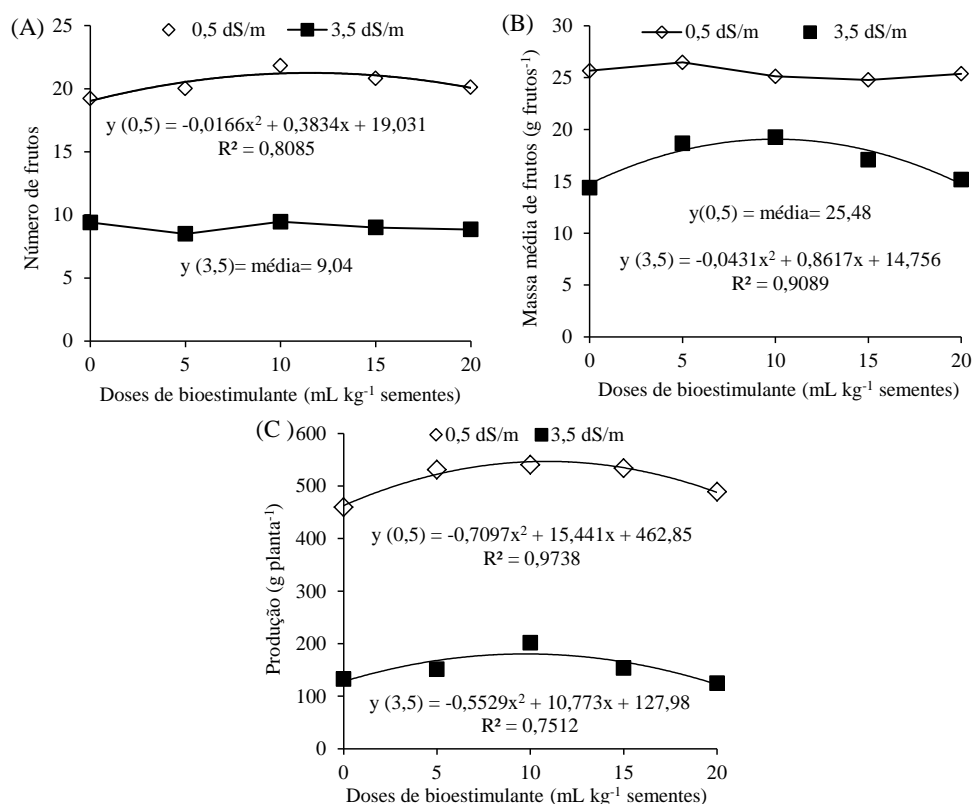 (A)
0,5 dS/m 3,5 dS/m
Número de frutos
25
20
15
10
5
0
y (0,5) = -0,0166x² + 0,3834x + 19,031
R² = 0,8085
y (3,5)= média= 9,04
0 5 10 15 20
Doses de bioestimulante (mL kg⁻¹ sementes)
(B)
0,5 dS/m 3,5 dS/m
Massa média de frutos (g frutos⁻¹)
30
25
20
15
10
5
0
y(0,5) = média= 25,48
y (3,5) = -0,0431x² + 0,8617x + 14,756
R² = 0,9089
0 5 10 15 20
Doses de bioestimulante (mL kg⁻¹ sementes)
(C )
0,5 dS/m 3,5 dS/m
Produção (g planta⁻¹)
600
500
400
300
200
100
0
y (0,5) = -0,7097x² + 15,441x + 462,85
R² = 0,9738
y (3,5) = -0,5529x² + 10,773x + 127,98
R² = 0,7512
0 5 10 15 20
Doses de bioestimulante (mL kg⁻¹ sementes)